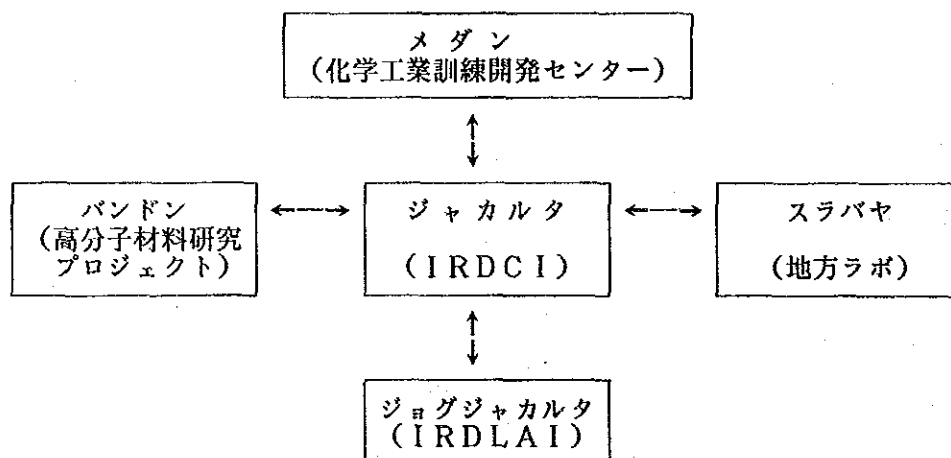 メダン
(化学工業訓練開発センター)
バンドン
(高分子材料研究
プロジェクト)
ジャカルタ
(IRDCI)
スラバヤ
(地方ラボ)
ジョグジャカルタ
(IRDLAI)